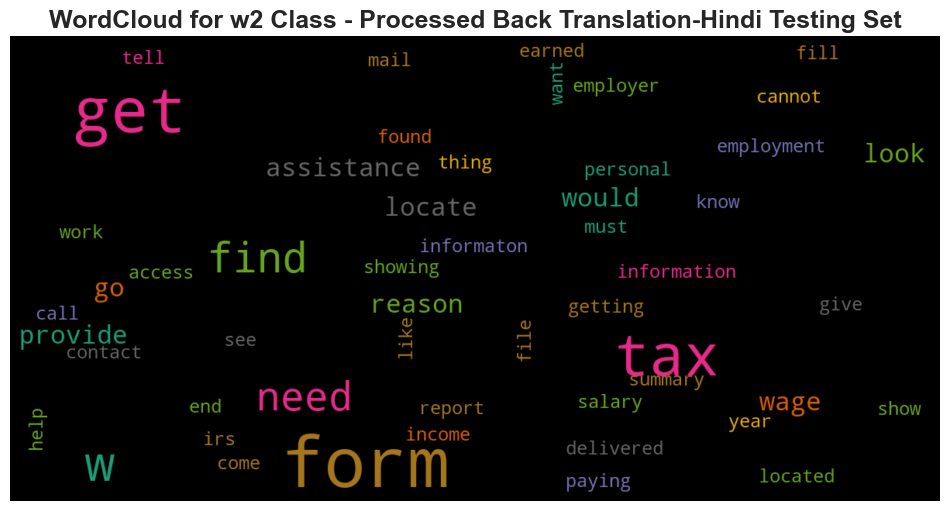 WordCloud for w2 Class - Processed Back Translation-Hindi Testing Set
tell
mail
earned
fill
want
employer
cannot
get
found
employment
look
assistance
thing
personal
locate
would
know
must
work
informaton
find
showing
information
access
go
reason
getting
give
call
provide
like
file
see
contact
tax
summary
need
salary
wage
show
end
report
year
help
irs
income
form
delivered
come
w
paying
located